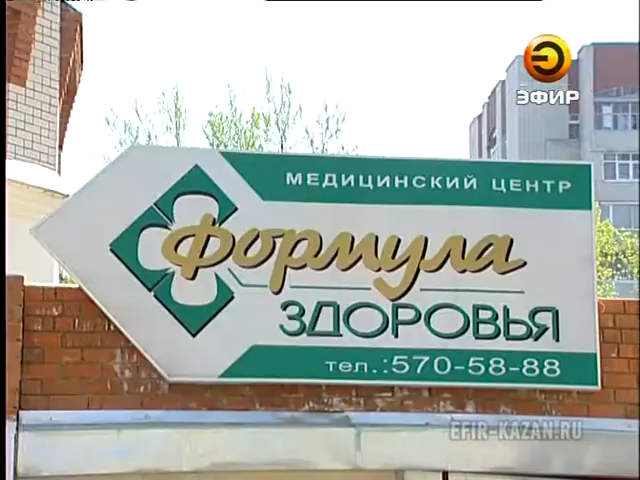 ЭФИР
МЕДИЦИНСКИЙ ЦЕНТР
Формула
ЗДОРОВЬЯ
тел.:570-58-88
EFIR-KAZAN.RU